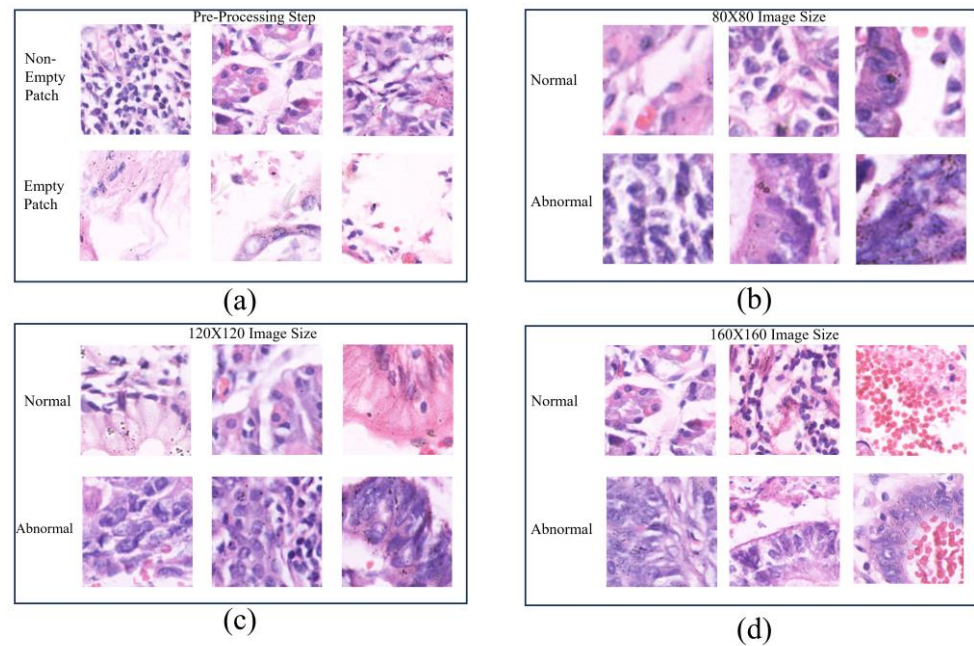 Pre-Processing Step
Non-
Empty
Patch
Empty
Patch
(a)
80X80 Image Size
Normal
Abnormal
(b)
120X120 Image Size
Normal
Abnormal
(c)
160X160 Image Size
Normal
Abnormal
(d)